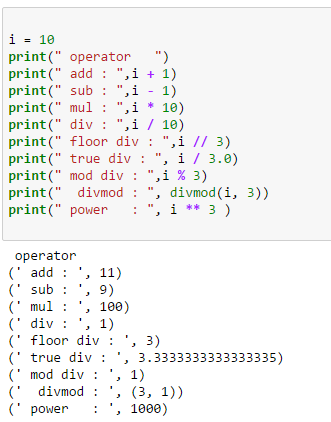 i = 10
print(" operator   ")
print(" add : ",i + 1)
print(" sub : ",i - 1)
print(" mul : ",i * 10)
print(" div : ",i / 10)
print(" floor div : ",i // 3)
print(" true div : ", i / 3.0)
print(" mod div : ",i % 3)
print("  divmod : ", divmod(i, 3))
print(" power   : ", i ** 3 )
 operator
(' add : ', 11)
(' sub : ', 9)
(' mul : ', 100)
(' div : ', 1)
(' floor div : ', 3)
(' true div : ', 3.3333333333333335)
(' mod div : ', 1)
('  divmod : ', (3, 1))
(' power   : ', 1000)